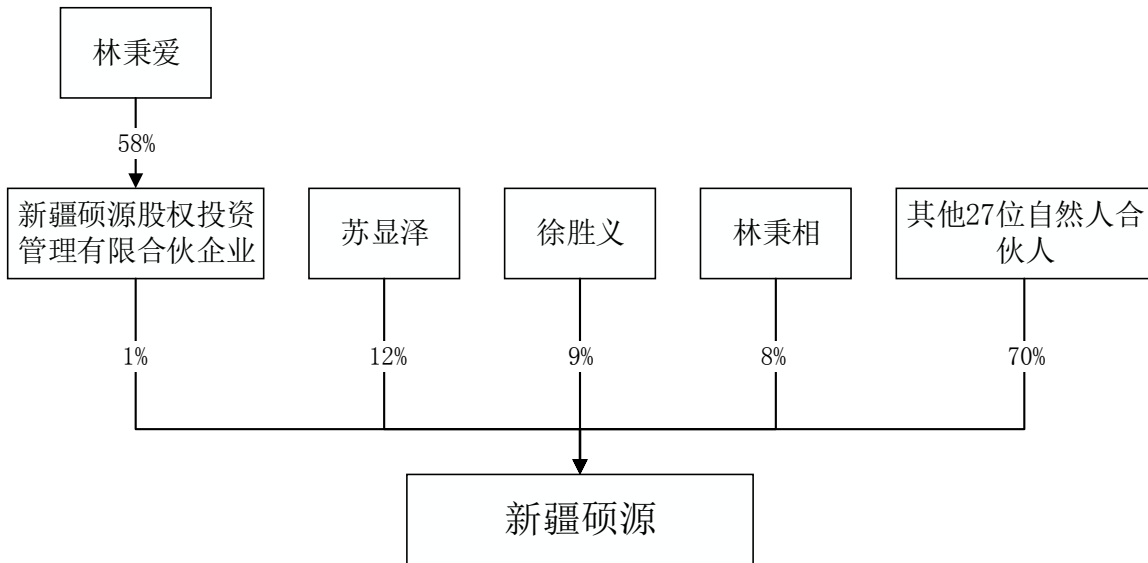 林秉爱
58%
新疆硕源股权投资
管理有限合伙企业
苏显泽
徐胜义
林秉相
其他27位自然人合
伙人
1%
12%
9%
8%
70%
新疆硕源